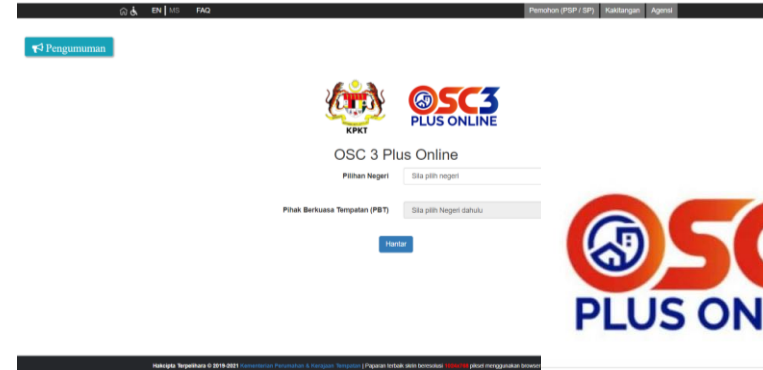 EN | MS FAQ Pemohon (PSP / SP) Kakitangan Agensi
Pengumuman
KPKT
OSC3
PLUS ONLINE
OSC 3 Plus Online
Pilihan Negeri Sila pilih negeri
Pihak Berkuasa Tempatan (PBT) Sila pilih Negeri dahulu
Hantar
OSC
PLUS ON
Hakcipta Terpelihara © 2019-2021 Kementerian Perumahan & Kerajaan Tempatan | Paparan terbaik skrin beresolusi piksel menggunakan browser